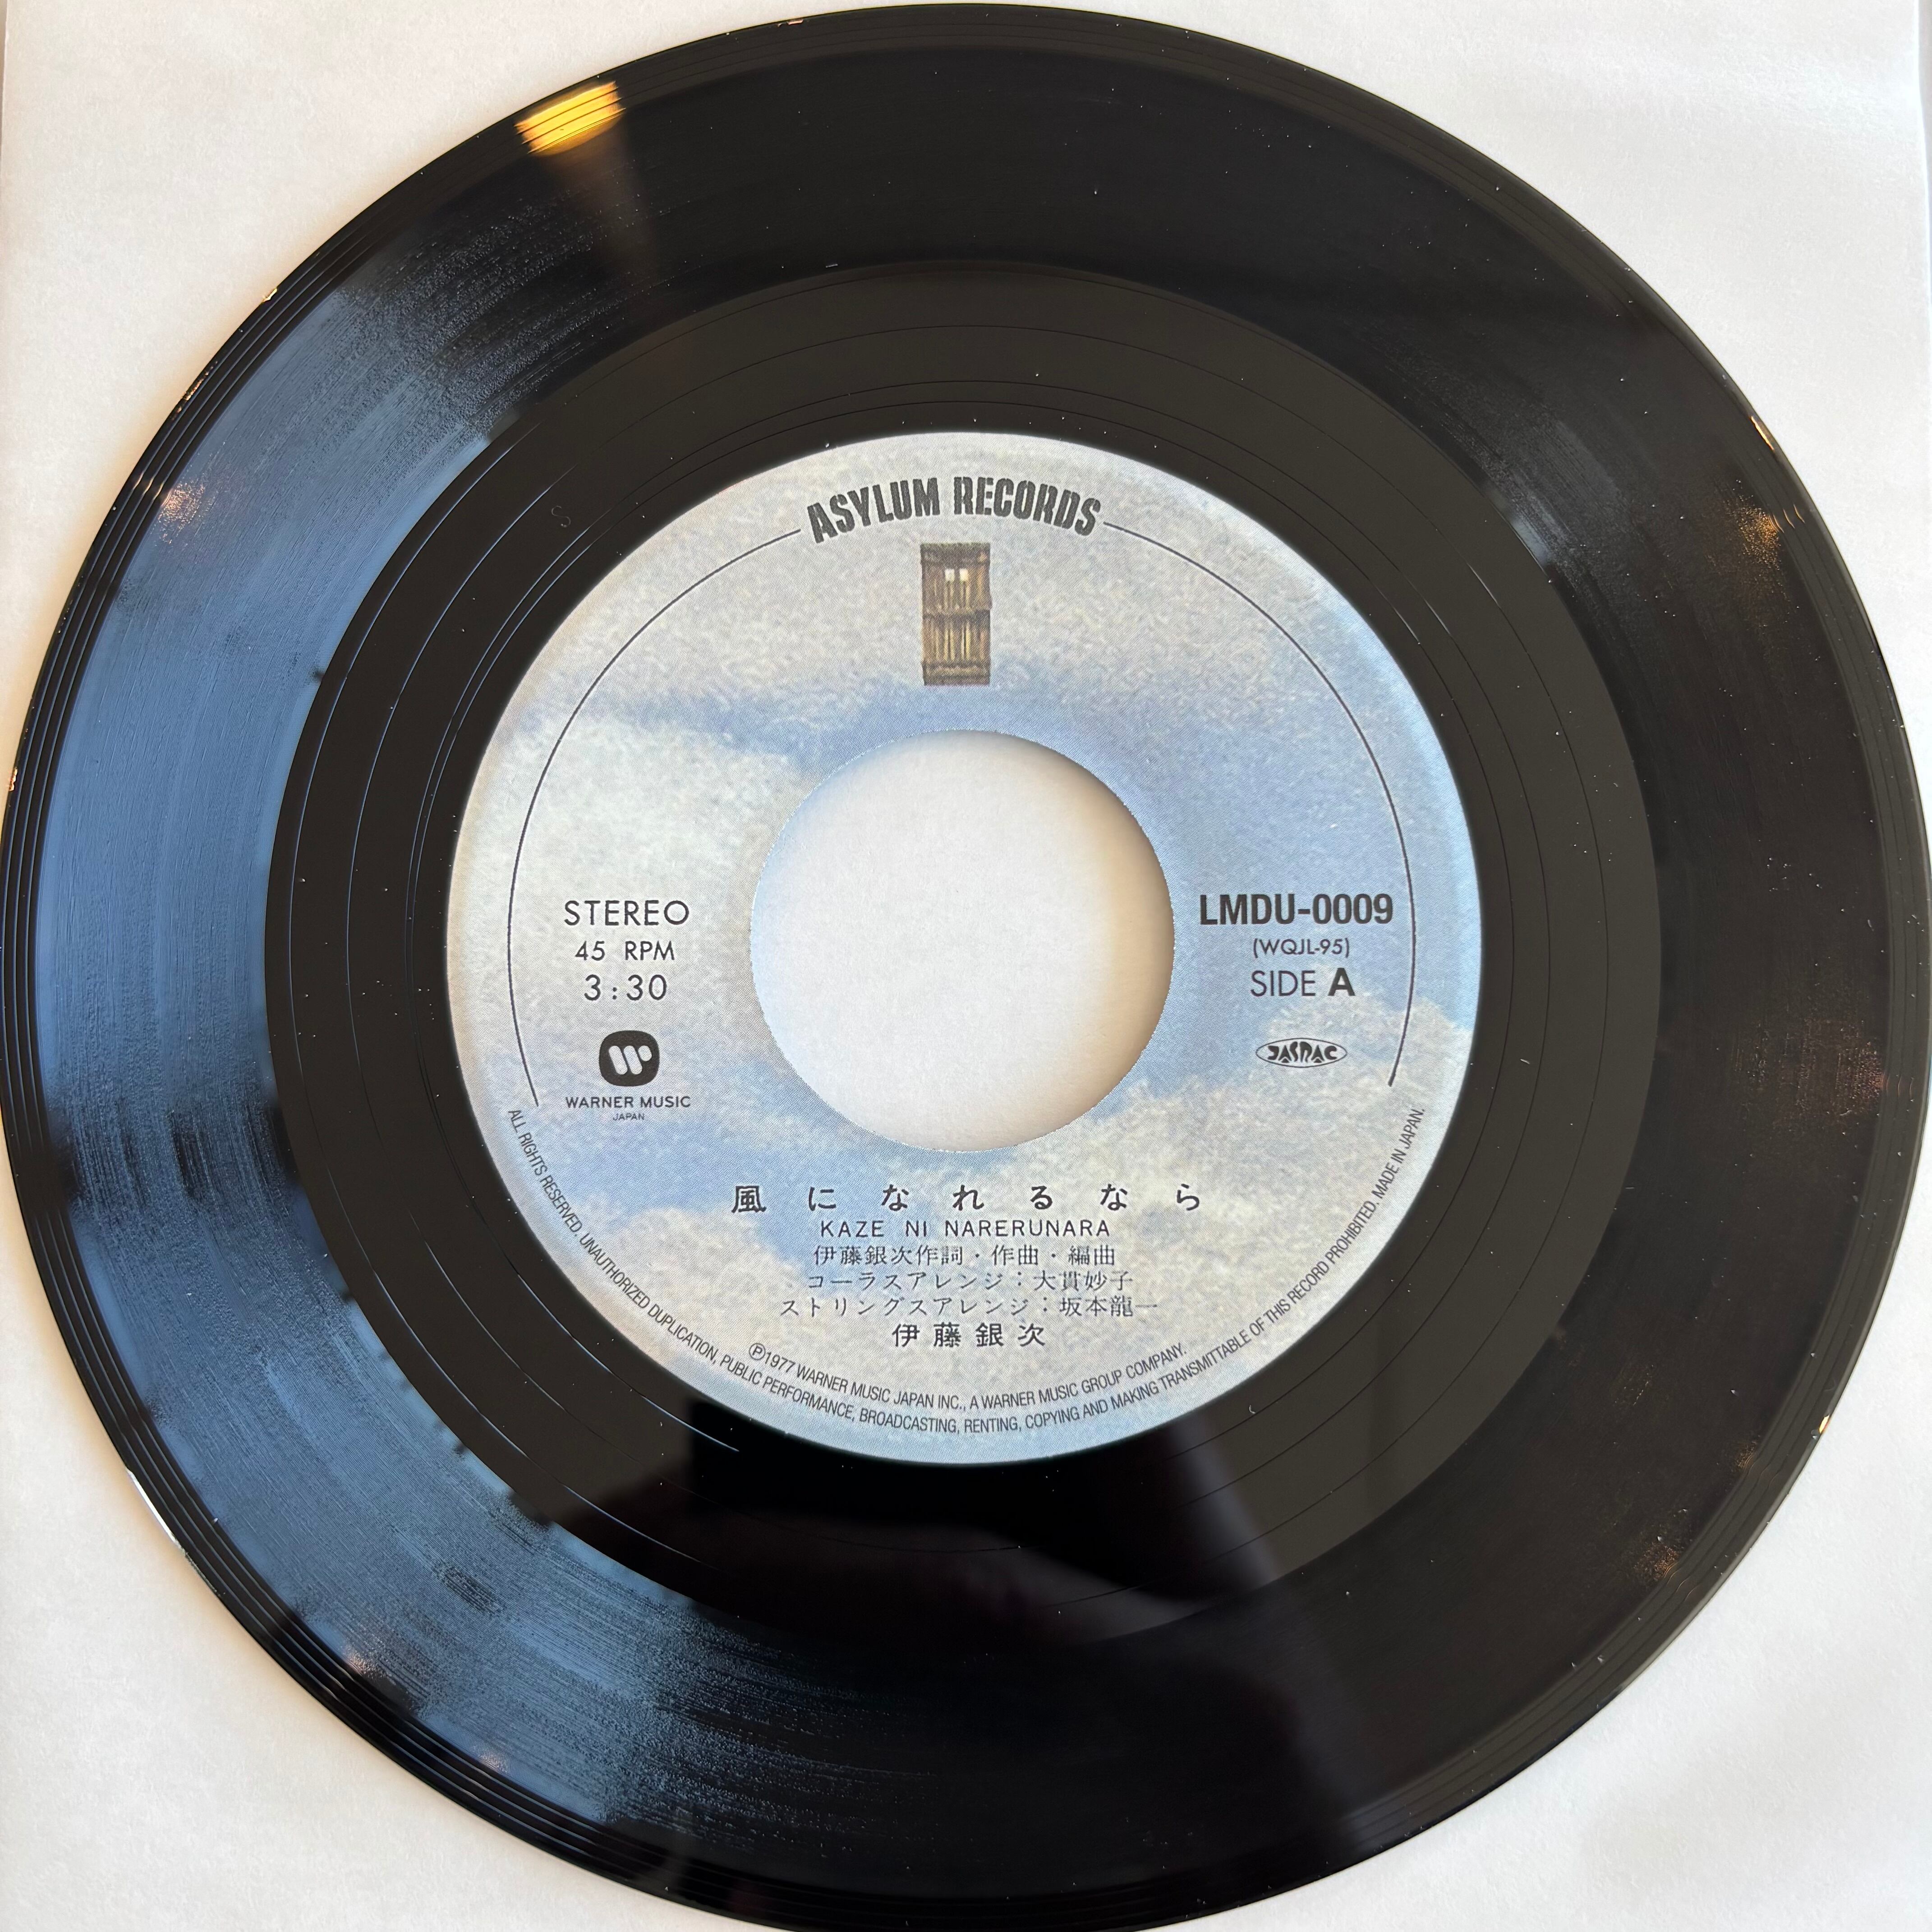 ASYLUM RECORDS
STEREO
45 RPM
3:30
WARNER MUSIC
JAPAN
LMDU-0009
(WQJL-95)
SIDE A
JASRAC
風になれるなら
KAZE NI NARERUNARA
伊藤銀次作詞・作曲・編曲
コーラスアレンジ：大貫妙子
ストリングスアレンジ：坂本龍一
伊藤銀次
Ⓟ1977 WARNER MUSIC JAPAN INC., A WARNER MUSIC GROUP COMPANY.
ALL RIGHTS RESERVED. UNAUTHORIZED DUPLICATION, PUBLIC PERFORMANCE, BROADCASTING, RENTING, COPYING AND MAKING TRANSMITTABLE OF THIS RECORD PROHIBITED. MADE IN JAPAN.